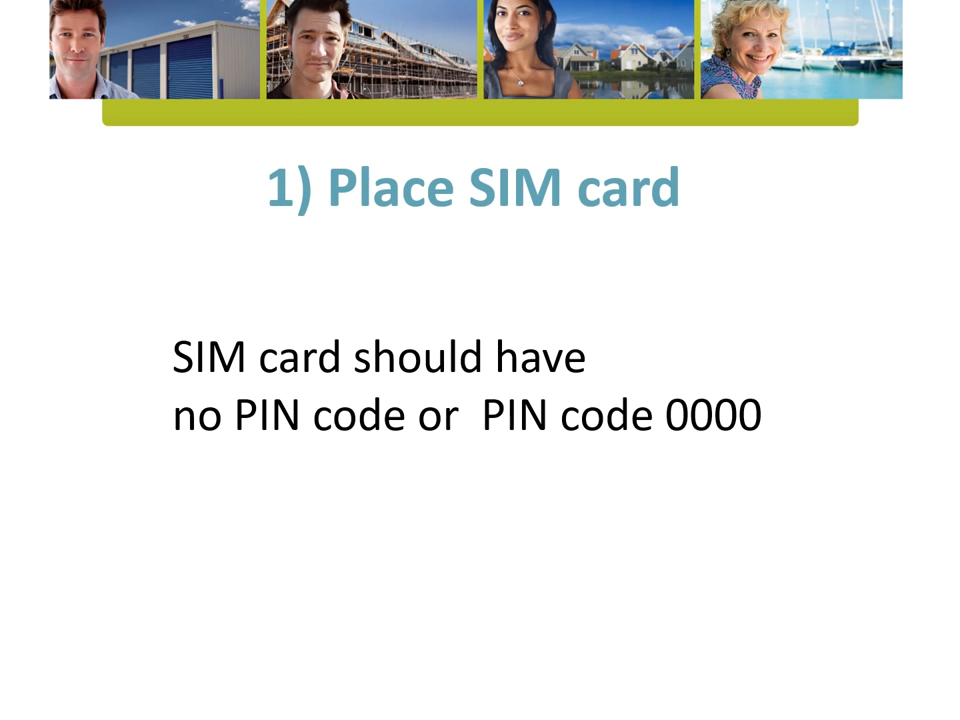 1) Place SIM card
SIM card should have
no PIN code or  PIN code 0000